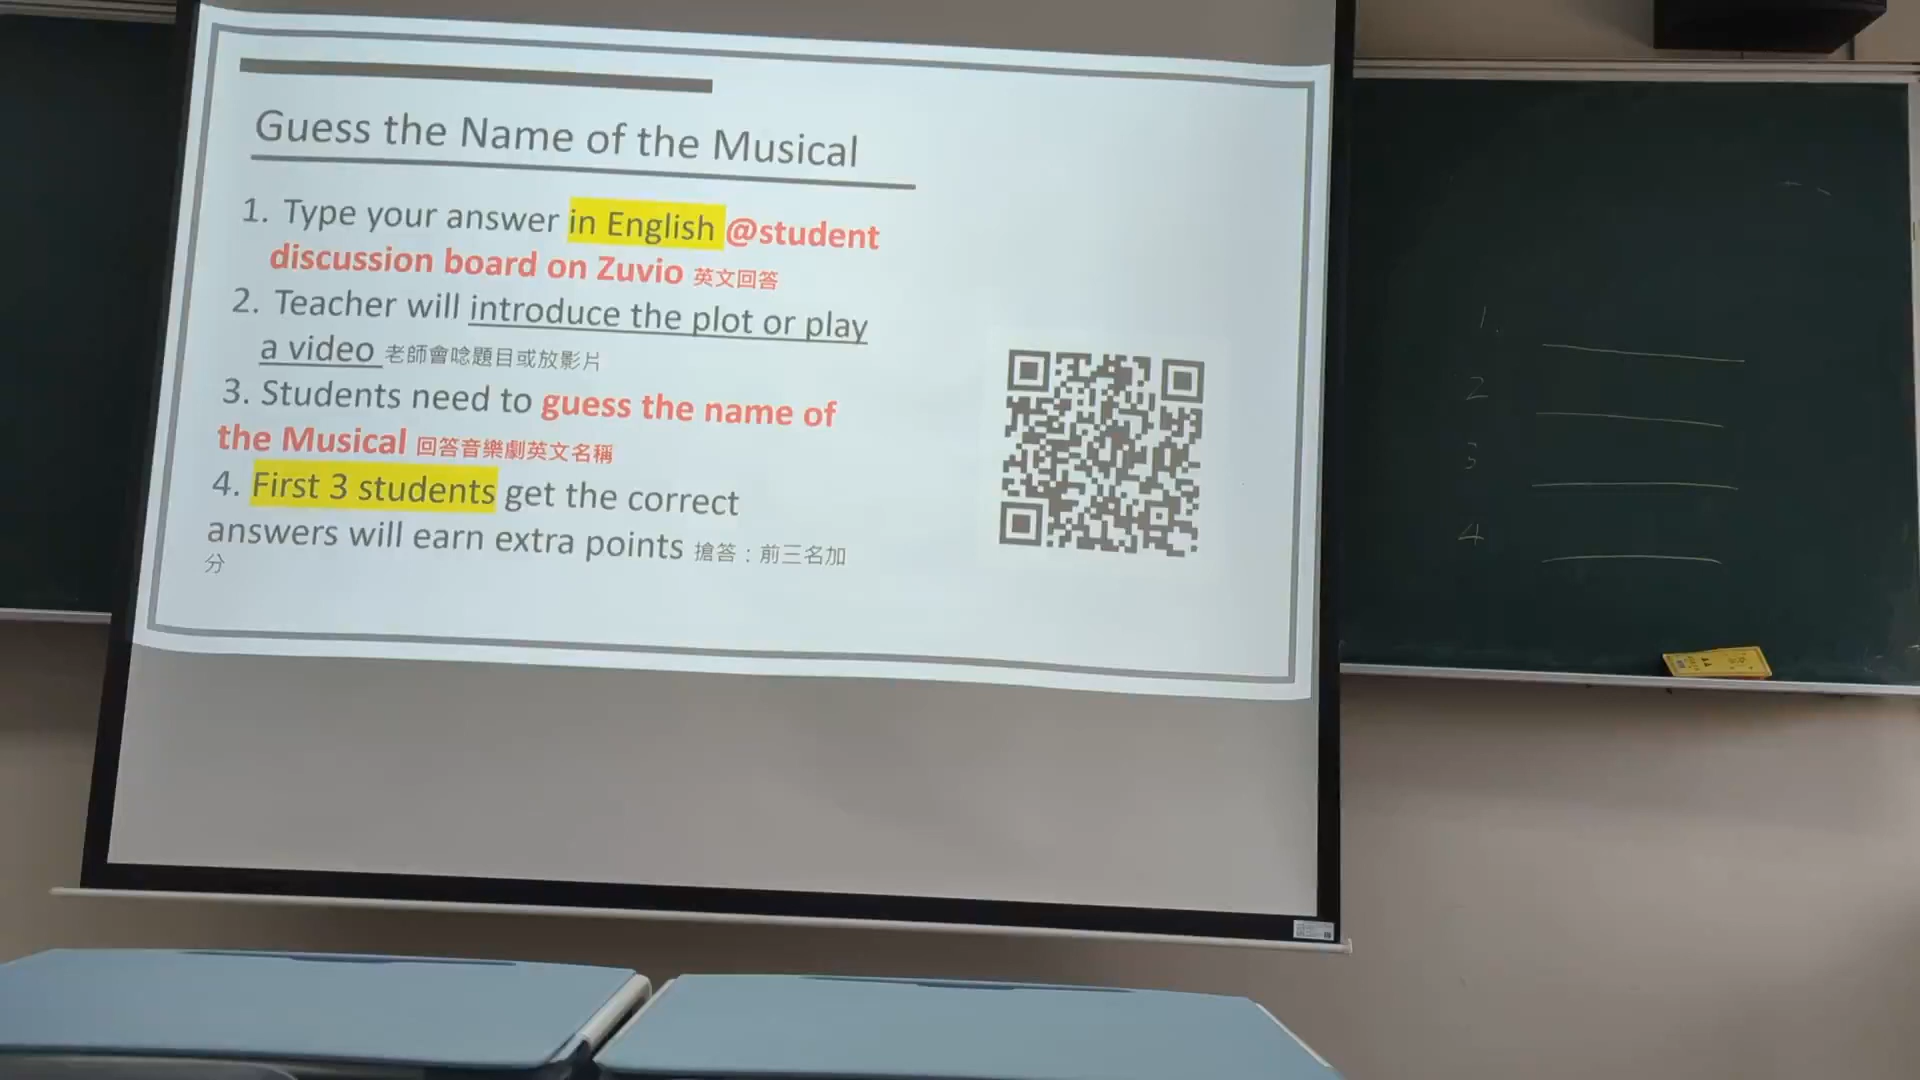 Guess the Name of the Musical
1. Type your answer in English @student
discussion board on Zuvio 英文回答
2. Teacher will introduce the plot or play
a video 老師會唸題目或放影片
3. Students need to guess the name of
the Musical 回答音樂劇英文名稱
4. First 3 students get the correct
answers will earn extra points 搶答：前三名加
分
1.
2
3
4